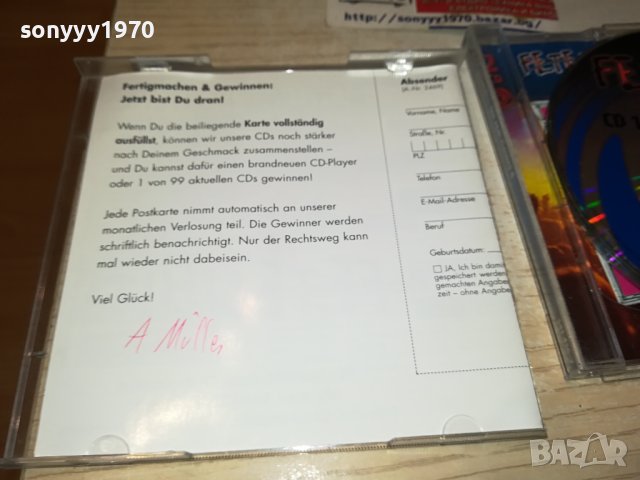 sonyyy1970
http://sonyyy1970.bazar.bg/
Fertigmachen & Gewinnen:
Jetzt bist Du dran!
Wenn Du die beiliegende Karte vollständig
ausfüllst, können wir unsere CDs noch stärker
nach Deinem Geschmack zusammenstellen –
und Du kannst dafür einen brandneuen CD-Player
oder 1 von 99 aktuellen CDs gewinnen!
Jede Postkarte nimmt automatisch an unserer
monatlichen Verlosung teil. Die Gewinner werden
schriftlich benachrichtigt. Nur der Rechtsweg kann
mal wieder nicht dabeisein.
Viel Glück!
A Müller
Absender
Vorname, Name
Straße, Nr.
PLZ
Telefon
E-Mail-Adresse
Beruf
Geburtsdatum:
JA, Ich bin dami
gespeichert werden
gemachten Angabe
zeit – ohne Angabe
FETE
CD 1
BAZAR